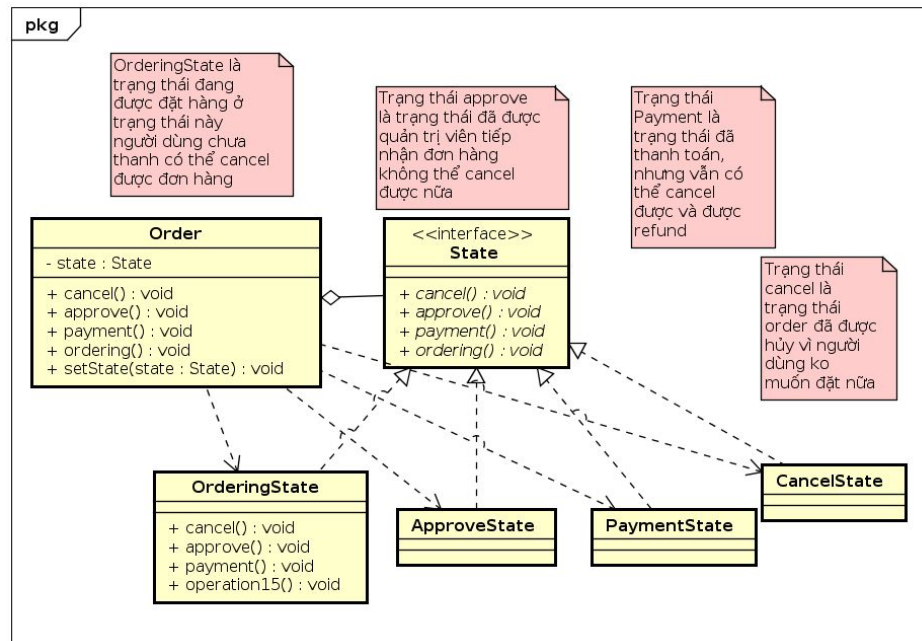 pkg
OrderingState là
trạng thái đang
được đặt hàng ở
trạng thái này
người dùng chưa
thanh có thể cancel
được đơn hàng
Trạng thái approve
là trạng thái đã được
quản trị viên tiếp
nhận đơn hàng
không thể cancel
được nữa
Trạng thái
Payment là
trạng thái đã
thanh toán,
nhưng vẫn có
thể cancel
được và được
refund
Trạng thái
cancel là
trạng thái
order đã được
hủy vì người
dùng ko
muốn đặt nữa
Order
- state : State
+ cancel() : void
+ approve() : void
+ payment() : void
+ ordering() : void
+ setState(state : State) : void
<<interface>>
State
+ cancel() : void
+ approve() : void
+ payment() : void
+ ordering() : void
OrderingState
+ cancel() : void
+ approve() : void
+ payment() : void
+ operation15() : void
ApproveState
PaymentState
CancelState